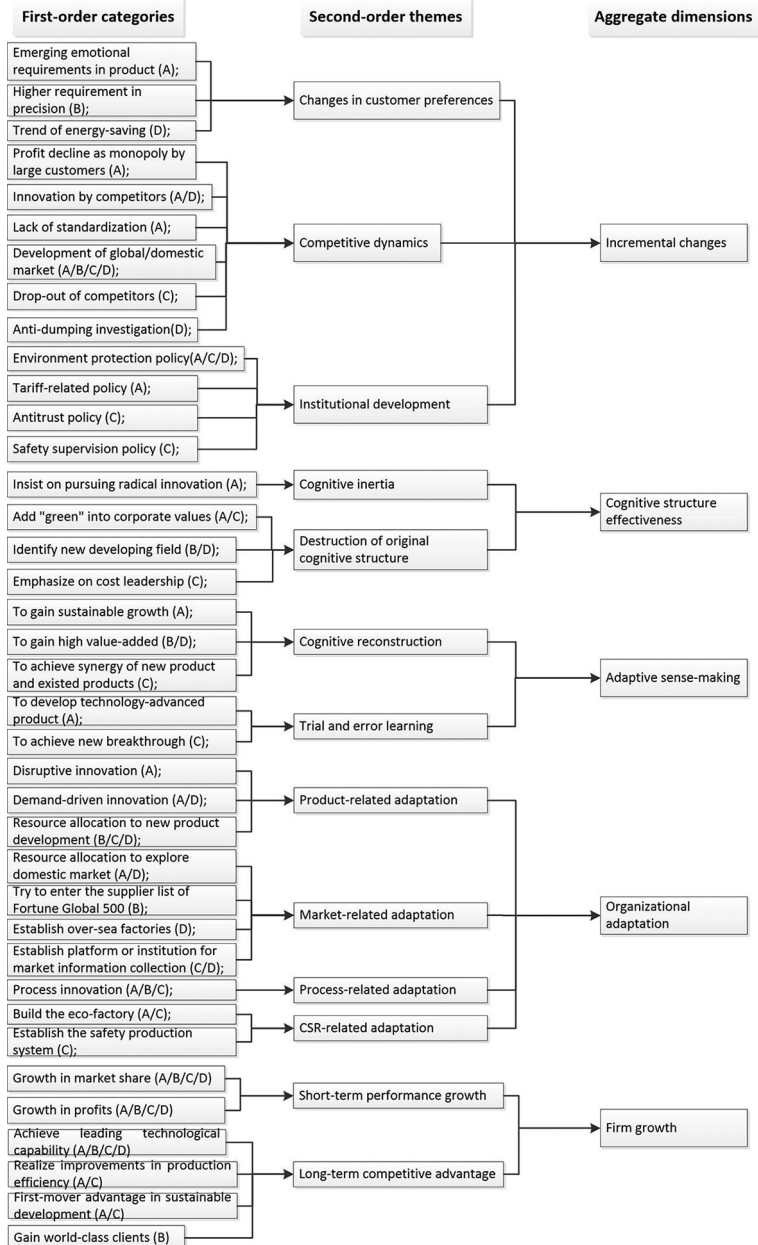 First-order categories
Second-order themes
Aggregate dimensions
Emerging emotional
requirements in product (A);
Higher requirement in
precision (B);
Trend of energy-saving (D);
Changes in customer preferences
Profit decline as monopoly by
large customers (A);
Innovation by competitors (A/D);
Lack of standardization (A);
Development of global/domestic
market (A/B/C/D);
Drop-out of competitors (C);
Anti-dumping investigation(D);
Competitive dynamics
Incremental changes
Environment protection policy(A/C/D);
Tariff-related policy (A);
Antitrust policy (C);
Safety supervision policy (C);
Institutional development
Insist on pursuing radical innovation (A);
Cognitive inertia
Add "green" into corporate values (A/C);
Identify new developing field (B/D);
Emphasize on cost leadership (C);
Destruction of original
cognitive structure
Cognitive structure
effectiveness
To gain sustainable growth (A);
To gain high value-added (B/D);
To achieve synergy of new product
and existed products (C);
Cognitive reconstruction
To develop technology-advanced
product (A);
To achieve new breakthrough (C);
Trial and error learning
Adaptive sense-making
Disruptive innovation (A);
Demand-driven innovation (A/D);
Resource allocation to new product
development (B/C/D);
Product-related adaptation
Resource allocation to explore
domestic market (A/D);
Try to enter the supplier list of
Fortune Global 500 (B);
Establish over-sea factories (D);
Establish platform or institution for
market information collection (C/D);
Market-related adaptation
Organizational
adaptation
Process innovation (A/B/C);
Process-related adaptation
Build the eco-factory (A/C);
Establish the safety production
system (C);
CSR-related adaptation
Growth in market share (A/B/C/D)
Growth in profits (A/B/C/D)
Short-term performance growth
Achieve leading technological
capability (A/B/C/D)
Realize improvements in production
efficiency (A/C)
First-mover advantage in sustainable
development (A/C)
Gain world-class clients (B)
Long-term competitive advantage
Firm growth